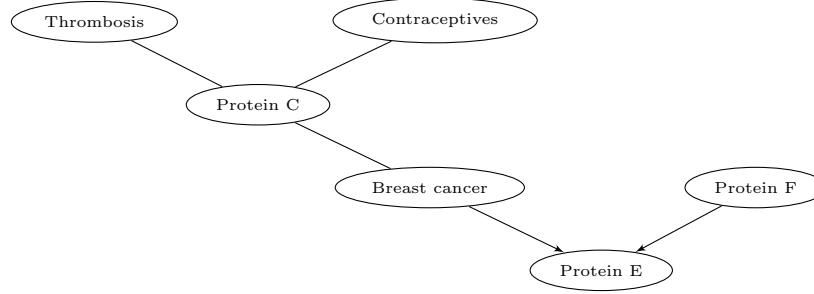 Thrombosis
Contraceptives
Protein C
Breast cancer
Protein F
Protein E